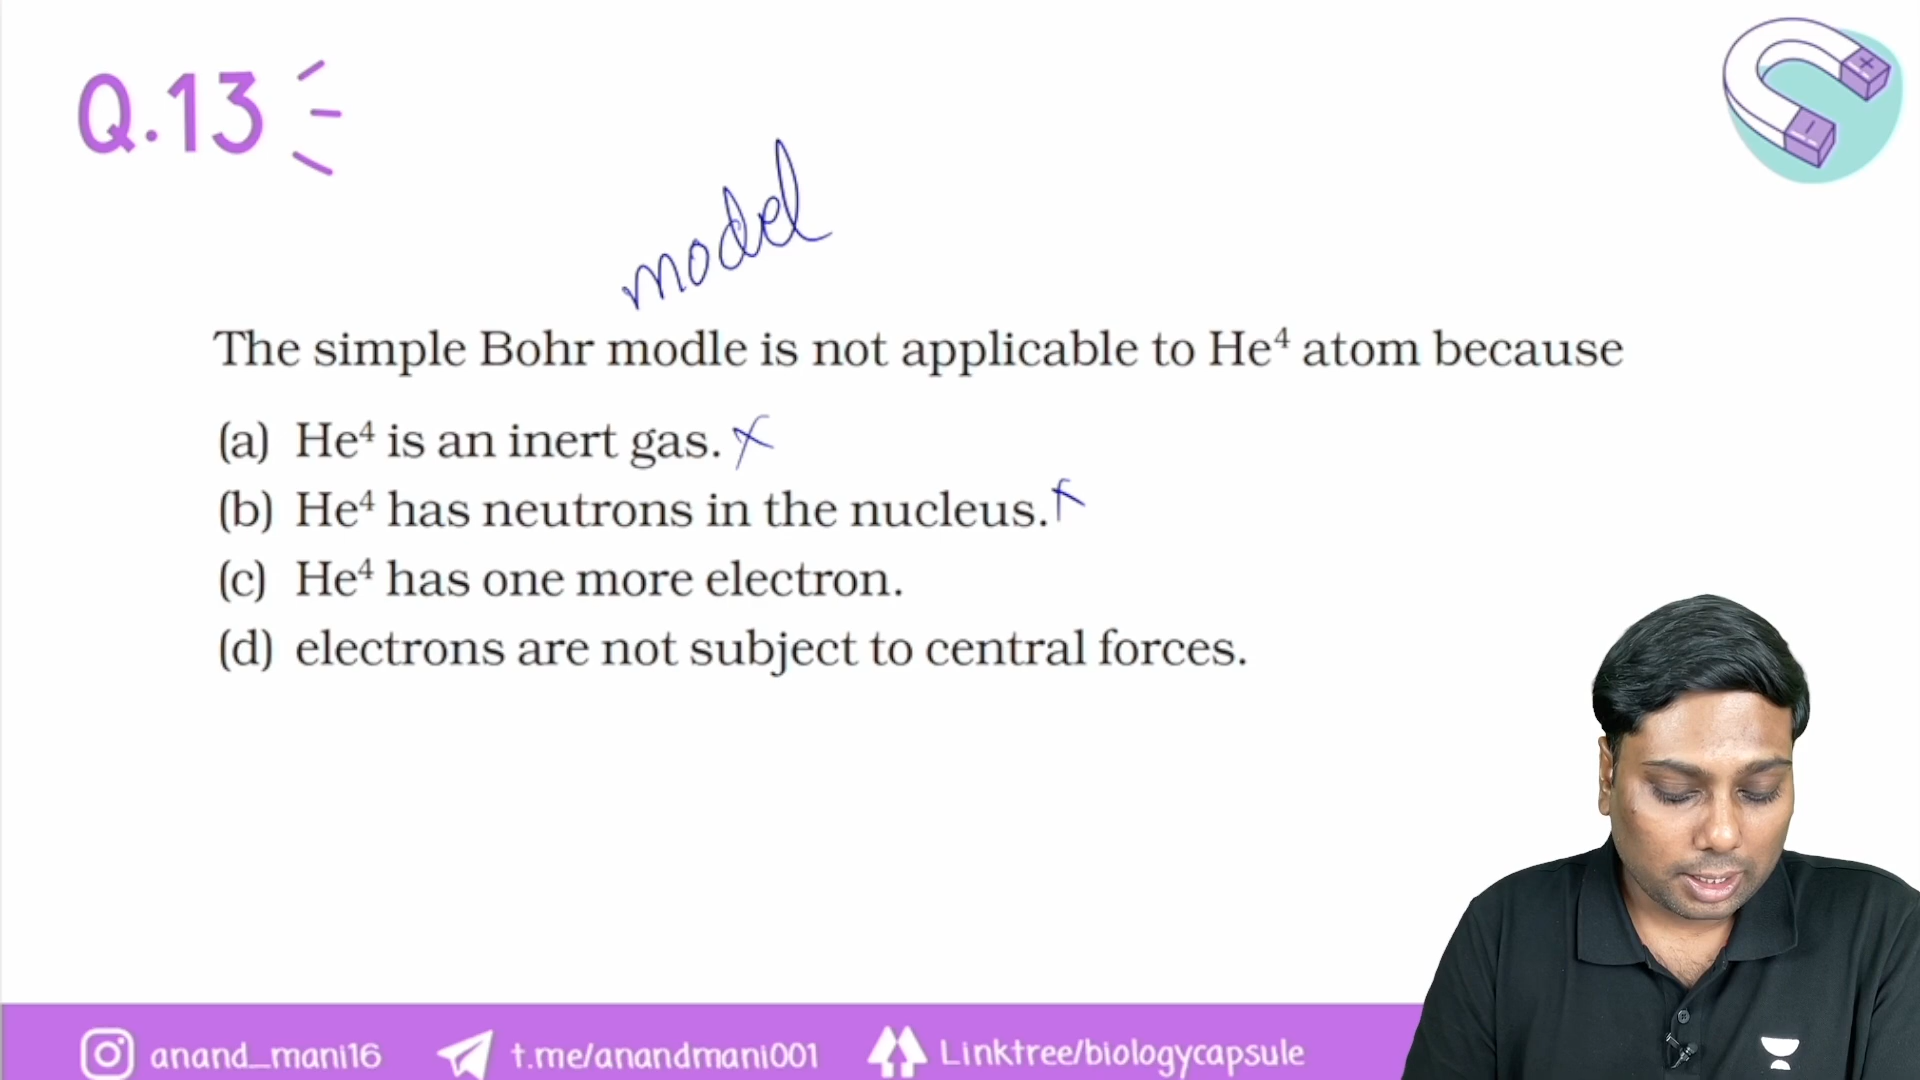 Q.13
model
The simple Bohr modle is not applicable to He⁴ atom because
(a) He⁴ is an inert gas.
(b) He⁴ has neutrons in the nucleus.
(c) He⁴ has one more electron.
(d) electrons are not subject to central forces.
anand_mani16 t.me/anandmani001 Linktree/biologycapsule